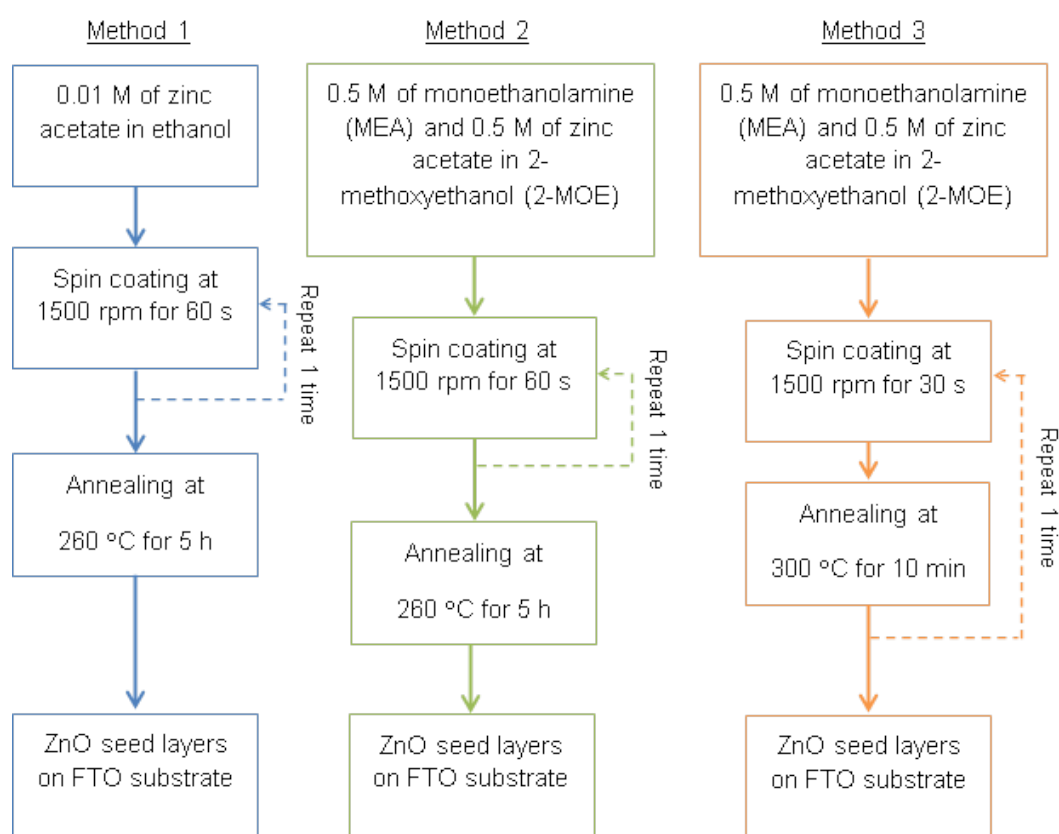 Method 1
0.01 M of zinc
acetate in ethanol
Spin coating at
1500 rpm for 60 s
Repeat 1 time
Annealing at
260 ºC for 5 h
ZnO seed layers
on FTO substrate
Method 2
0.5 M of monoethanolamine
(MEA) and 0.5 M of zinc
acetate in 2-
methoxyethanol (2-MOE)
Spin coating at
1500 rpm for 60 s
Repeat 1 time
Annealing at
260 ºC for 5 h
ZnO seed layers
on FTO substrate
Method 3
0.5 M of monoethanolamine
(MEA) and 0.5 M of zinc
acetate in 2-
methoxyethanol (2-MOE)
Spin coating at
1500 rpm for 30 s
Annealing at
300 ºC for 10 min
Repeat 1 time
ZnO seed layers
on FTO substrate